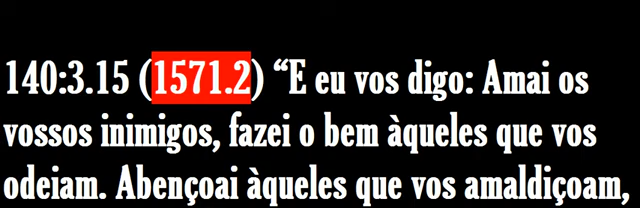 140:3.15 (1571.2) “E eu vos digo: Amai os
vossos inimigos, fazei o bem àqueles que vos
odeiam. Abençoai àqueles que vos amaldiçoam,